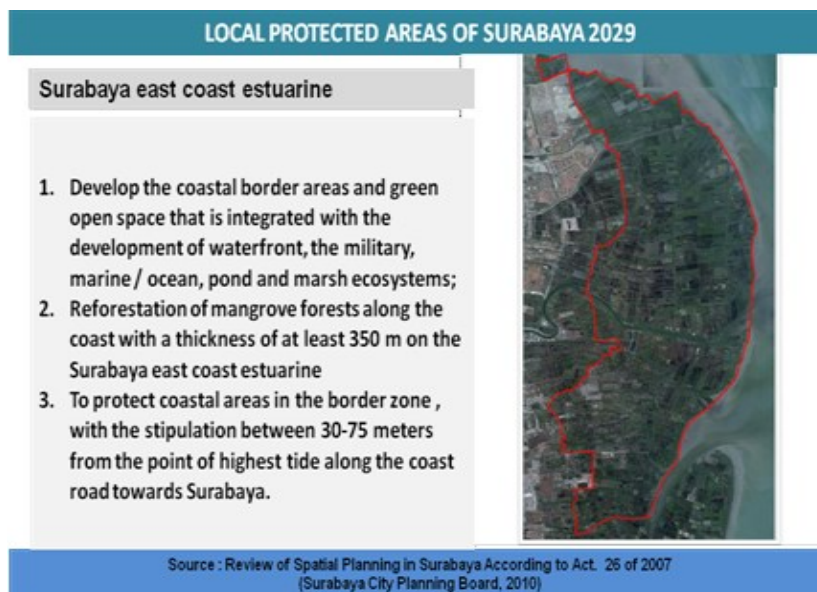 LOCAL PROTECTED AREAS OF SURABAYA 2029
Surabaya east coast estuarine
1. Develop the coastal border areas and green
open space that is integrated with the
development of waterfront, the military,
marine / ocean, pond and marsh ecosystems;
2. Reforestation of mangrove forests along the
coast with a thickness of at least 350 m on the
Surabaya east coast estuarine
3. To protect coastal areas in the border zone ,
with the stipulation between 30-75 meters
from the point of highest tide along the coast
road towards Surabaya.
Source : Review of Spatial Planning in Surabaya According to Act. 26 of 2007
(Surabaya City Planning Board, 2010)